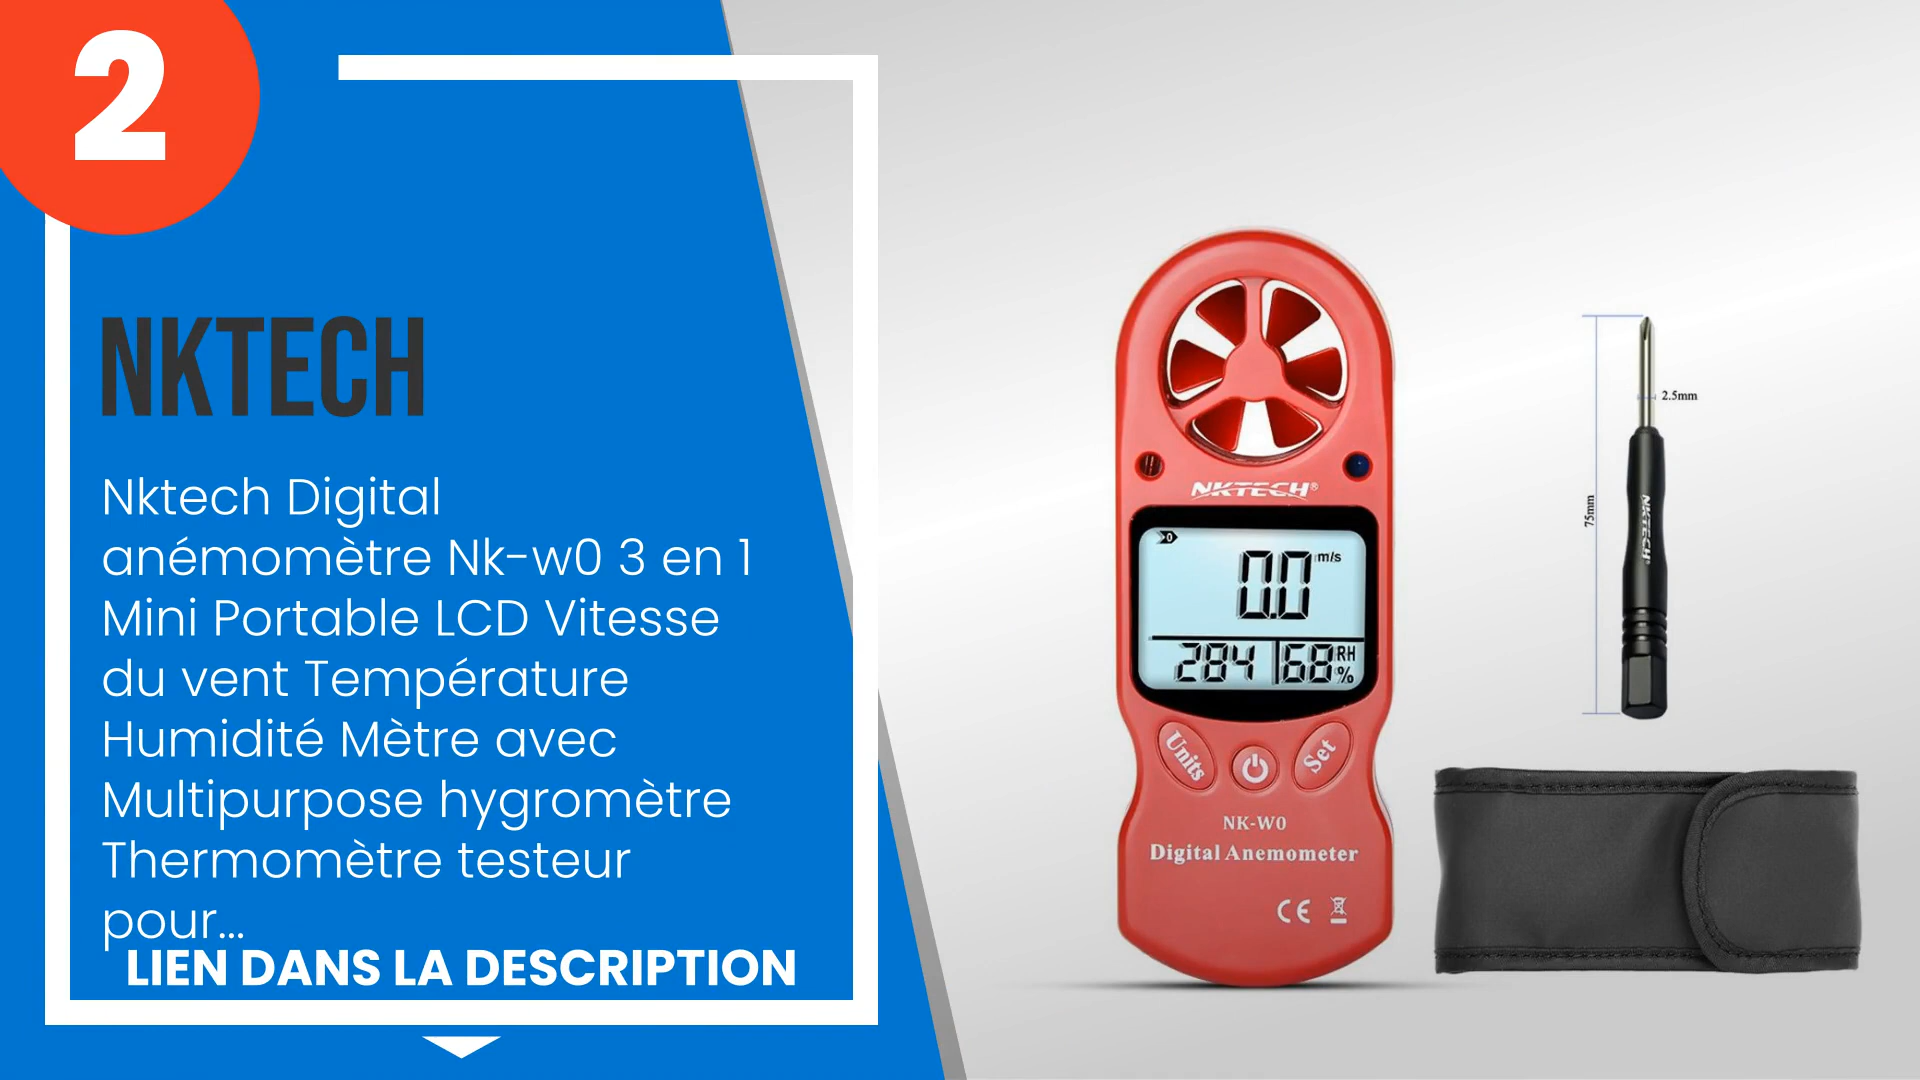 2
NKTECH
Nktech Digital
anémomètre Nk-w0 3 en 1
Mini Portable LCD Vitesse
du vent Température
Humidité Mètre avec
Multipurpose hygromètre
Thermomètre testeur
pour...
LIEN DANS LA DESCRIPTION
NKTECH®
0
0.0 m/s
284 68 RH %
Units
Set
NK-W0
Digital Anemometer
CE
2.5mm
75mm
NKTECH®